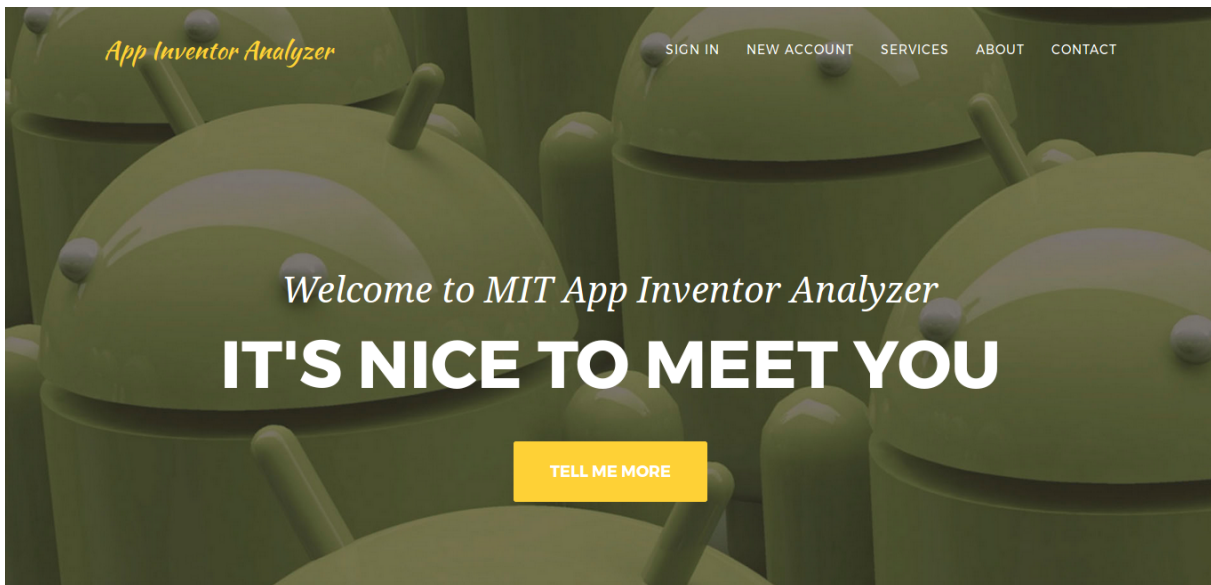 App Inventor Analyzer
SIGN IN NEW ACCOUNT SERVICES ABOUT CONTACT
Welcome to MIT App Inventor Analyzer
IT'S NICE TO MEET YOU
TELL ME MORE